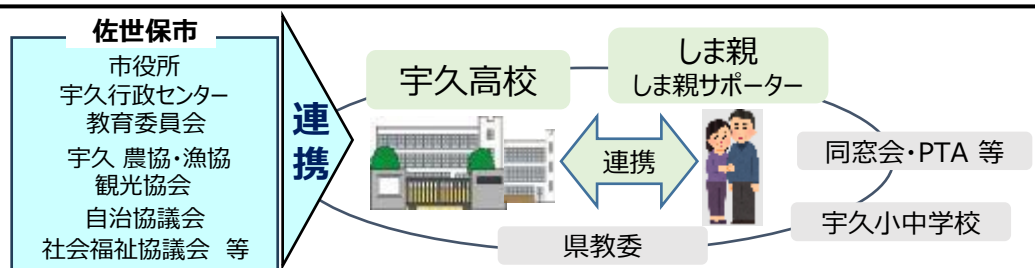 佐世保市
市役所
宇久行政センター
教育委員会
宇久 農協・漁協
観光協会
自治協議会
社会福祉協議会 等
連携
宇久高校
しま親
しま親サポーター
連携
同窓会・PTA 等
宇久小中学校
県教委